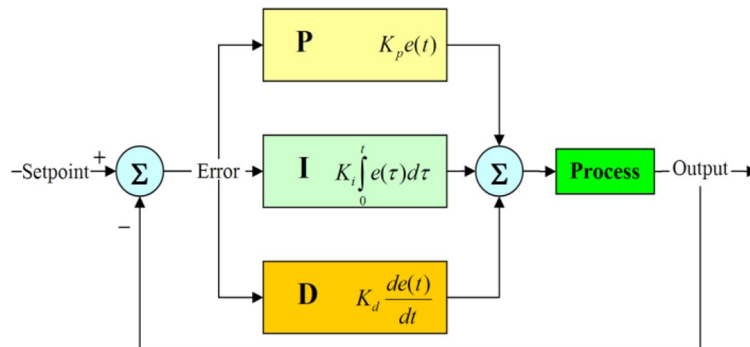 P K_p e(t)
–Setpoint + Σ Error I K_i ∫_0^t e(τ)dτ Σ Process Output
−
D K_d de(t)/dt